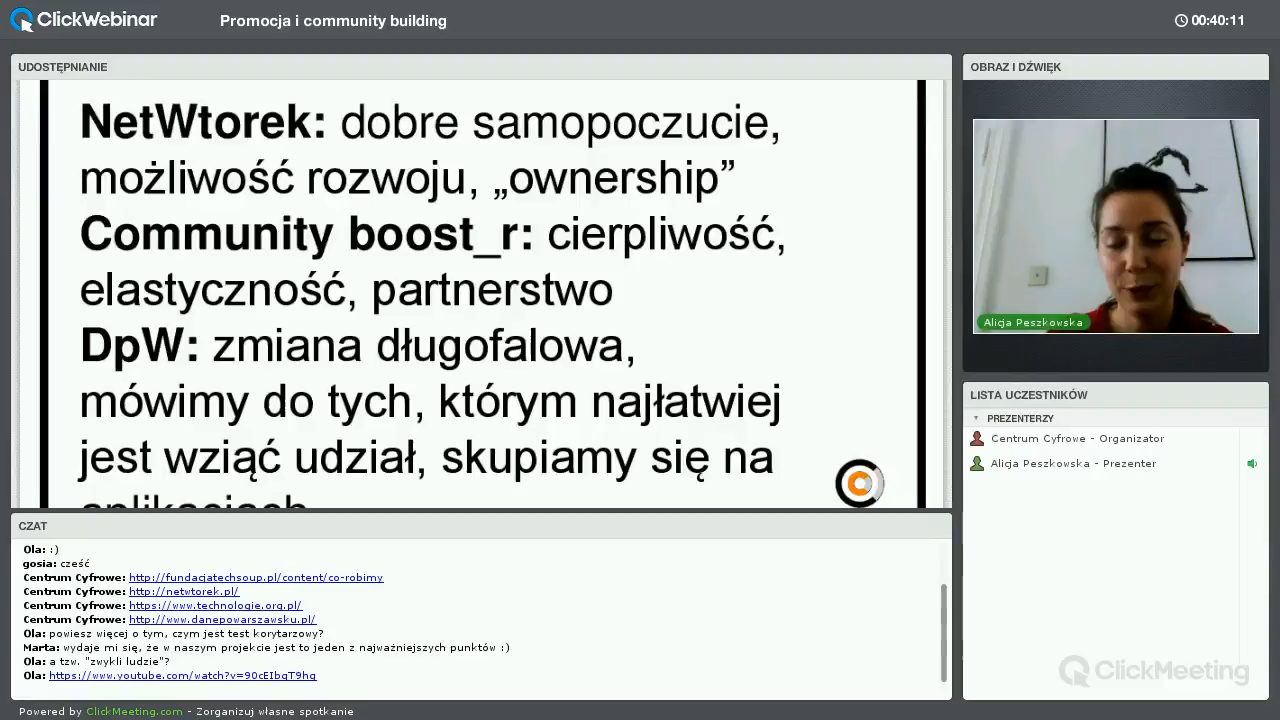 ClickWebinar
Promocja i community building
00:40:11
UDOSTĘPNIANIE
NetWtorek: dobre samopoczucie,
możliwość rozwoju, „ownership”
Community boost_r: cierpliwość,
elastyczność, partnerstwo
DpW: zmiana długofalowa,
mówimy do tych, którym najłatwiej
jest wziąć udział, skupiamy się na
aplikacjach
OBRAZ I DŹWIĘK
Alicja Peszkowska
LISTA UCZESTNIKÓW
PREZENTERZY
Centrum Cyfrowe - Organizator
Alicja Peszkowska - Prezenter
CZAT
Ola: :)
gosia: cześć
Centrum Cyfrowe: http://fundacjatechsoup.pl/content/co-robimy
Centrum Cyfrowe: http://networek.pl/
Centrum Cyfrowe: https://www.technologie.org.pl/
Centrum Cyfrowe: http://www.danepowarszawsku.pl/
Ola: powiesz więcej o tym, czym jest test korytarzowy?
Marta: wydaje mi się, że w naszym projekcie jest to jeden z najważniejszych punktów :)
Ola: a tzw. "zwykli ludzie"?
Ola: https://www.youtube.com/watch?v=90cEIbqT9hg
ClickMeeting
Powered by ClickMeeting.com - Zorganizuj własne spotkanie